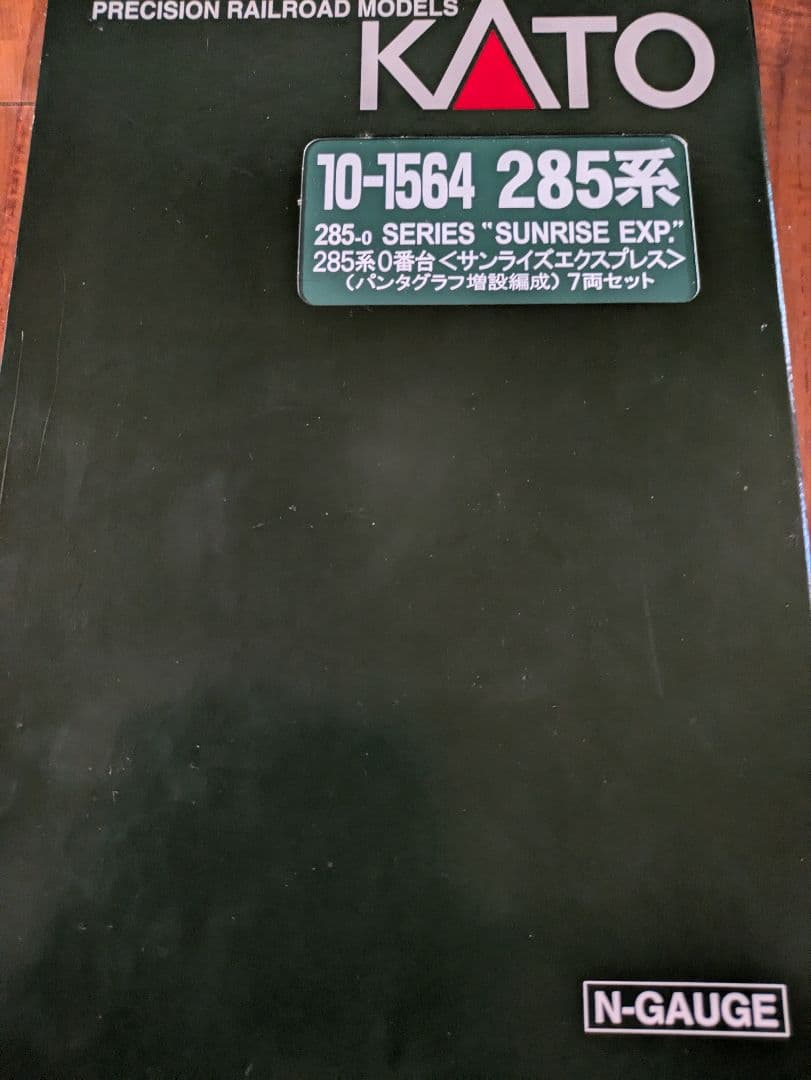 PRECISION RAILROAD MODELS
KATO
10-1564 285系
285-0 SERIES “SUNRISE EXP.”
285系0番台<サンライズエクスプレス>
(パンタグラフ増設編成) 7両セット
N-GAUGE